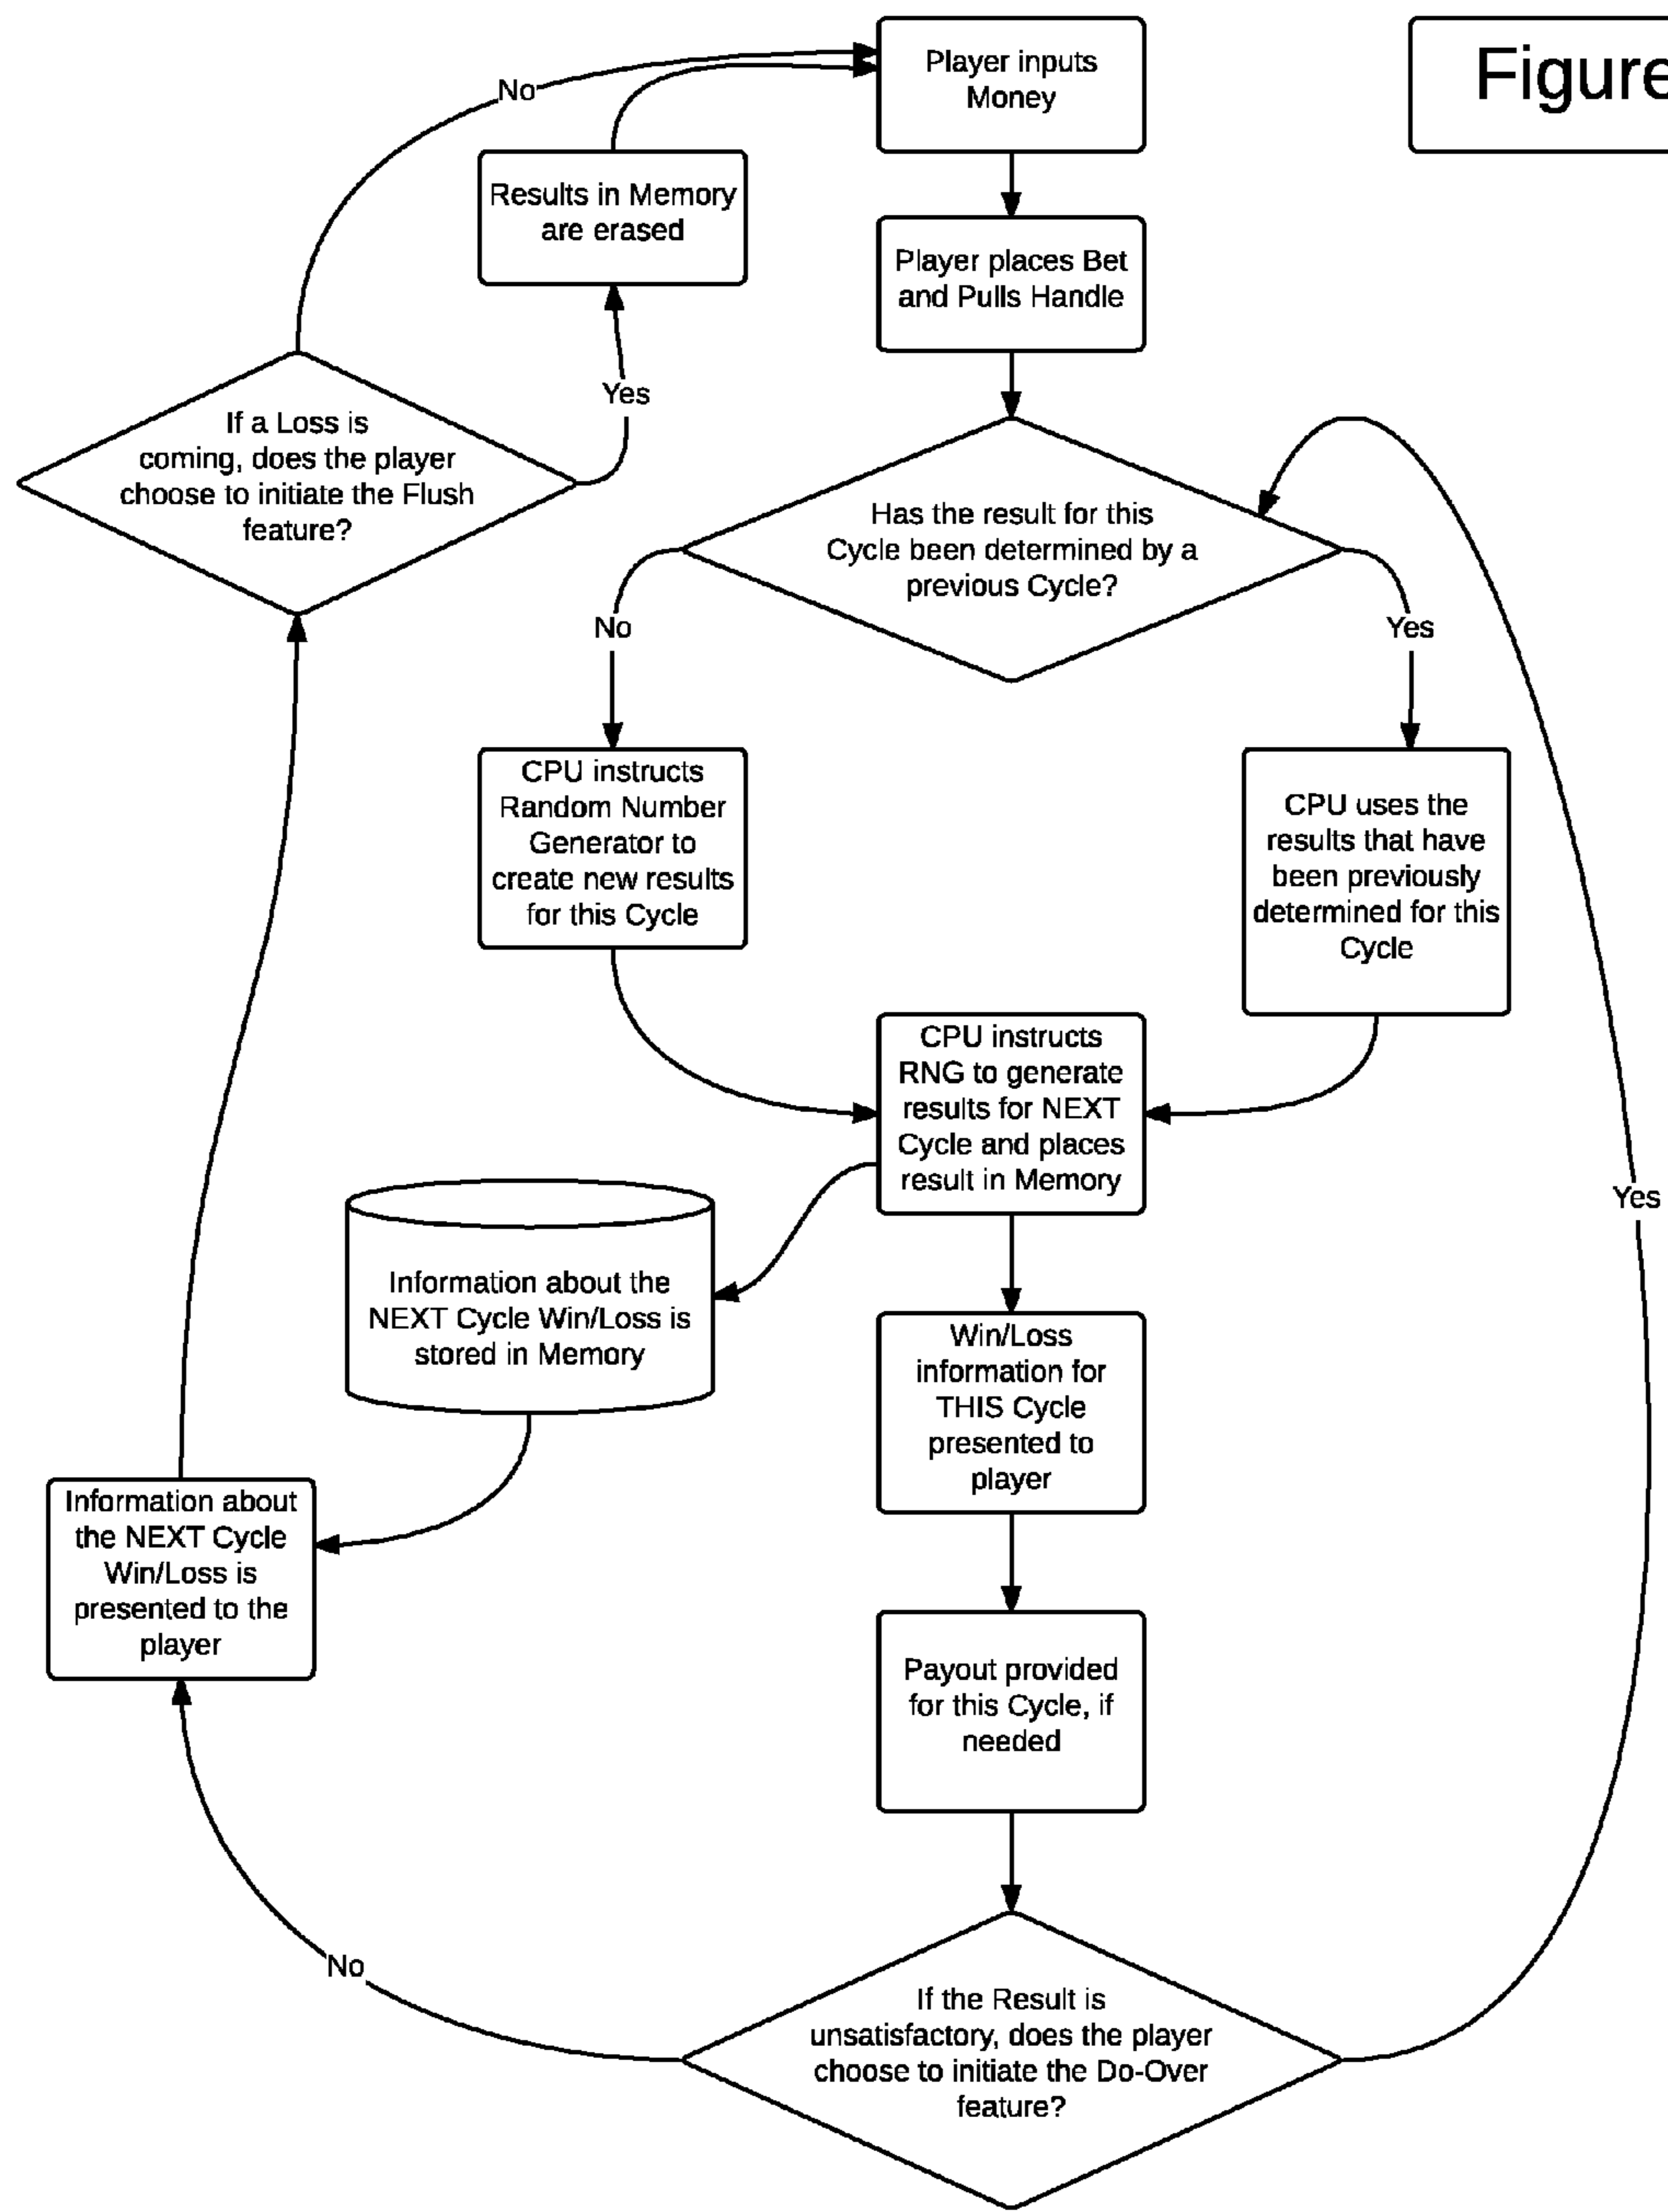 Figure
Player inputs
Money
No
Results in Memory
are erased
Player places Bet
and Pulls Handle
Yes
If a Loss is
coming, does the player
choose to initiate the Flush
feature?
Has the result for this
Cycle been determined by a
previous Cycle?
No
Yes
CPU instructs
Random Number
Generator to
create new results
for this Cycle
CPU uses the
results that have
been previously
determined for this
Cycle
CPU instructs
RNG to generate
results for NEXT
Cycle and places
result in Memory
Yes
Information about the
NEXT Cycle Win/Loss is
stored in Memory
Win/Loss
information for
THIS Cycle
presented to
player
Information about
the NEXT Cycle
Win/Loss is
presented to the
player
Payout provided
for this Cycle, if
needed
No
If the Result is
unsatisfactory, does the player
choose to initiate the Do-Over
feature?